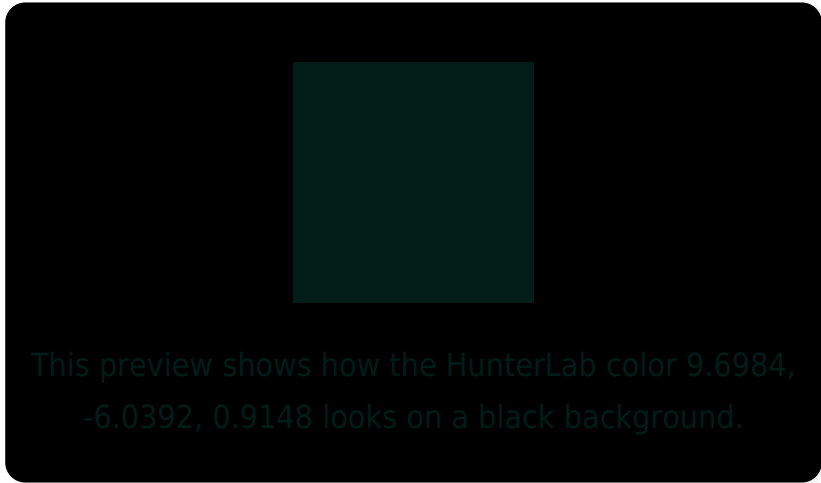 This preview shows how the HunterLab color 9.6984,
-6.0392, 0.9148 looks on a black background.